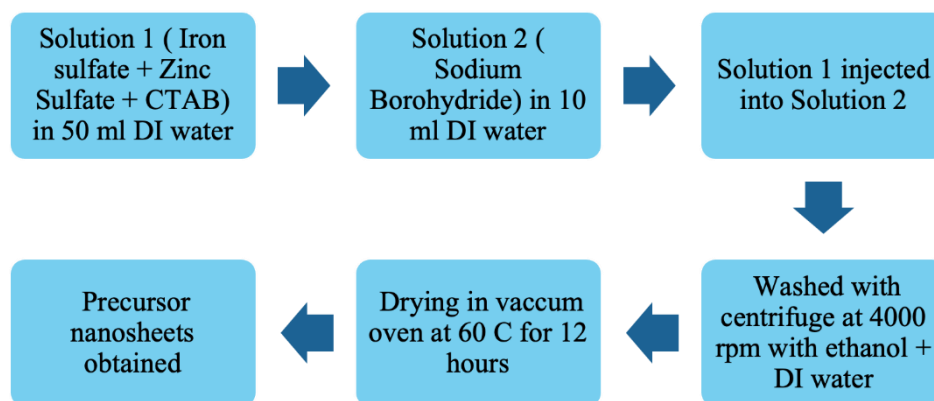 Solution 1 ( Iron
sulfate + Zinc
Sulfate + CTAB)
in 50 ml DI water
Solution 2 (
Sodium
Borohydride) in 10
ml DI water
Solution 1 injected
into Solution 2
Washed with
centrifuge at 4000
rpm with ethanol +
DI water
Drying in vaccum
oven at 60 C for 12
hours
Precursor
nanosheets
obtained